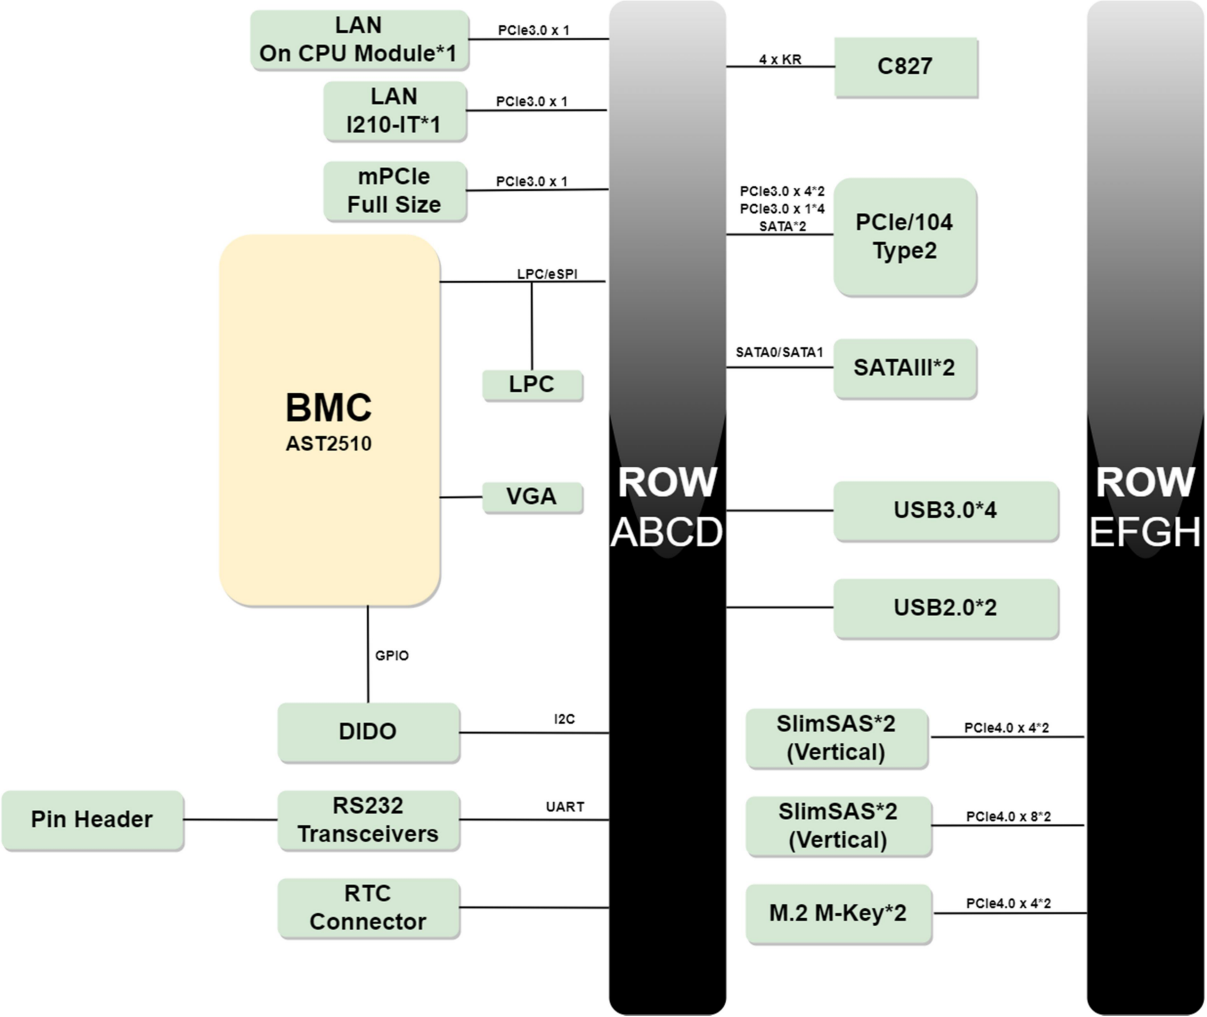 LAN
On CPU Module*1
PCIe3.0 x 1
LAN
I210-IT*1
PCIe3.0 x 1
mPCIe
Full Size
PCIe3.0 x 1
BMC
AST2510
LPC/eSPI
LPC
VGA
GPIO
DIDO
I2C
Pin Header
RS232
Transceivers
UART
RTC
Connector
ROW
ABCD
4 x KR
C827
PCIe3.0 x 4*2
PCIe3.0 x 1*4
SATA*2
PCIe/104
Type2
SATA0/SATA1
SATAIII*2
USB3.0*4
USB2.0*2
SlimSAS*2
(Vertical)
PCIe4.0 x 4*2
SlimSAS*2
(Vertical)
PCIe4.0 x 8*2
M.2 M-Key*2
PCIe4.0 x 4*2
ROW
EFGH